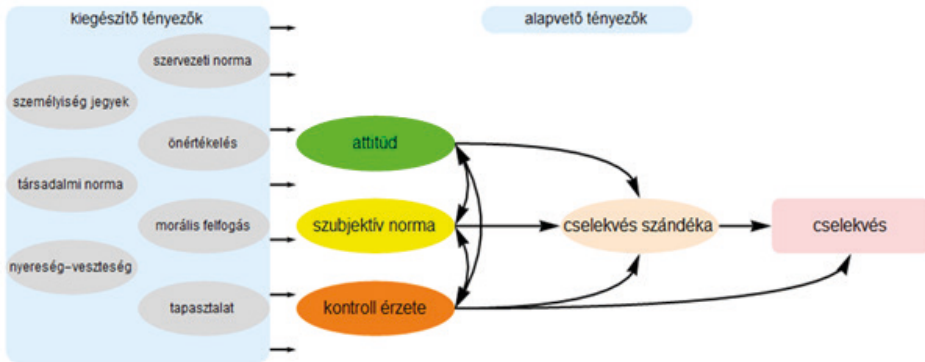 kiegészítő tényezők
alapvető tényezők
szervezeti norma
személyiség jegyek
önértékelés
attitüd
társadalmi norma
morális felfogás
szubjektív norma
cselekvés szándéka
cselekvés
nyereség–veszteség
tapasztalat
kontroll érzete